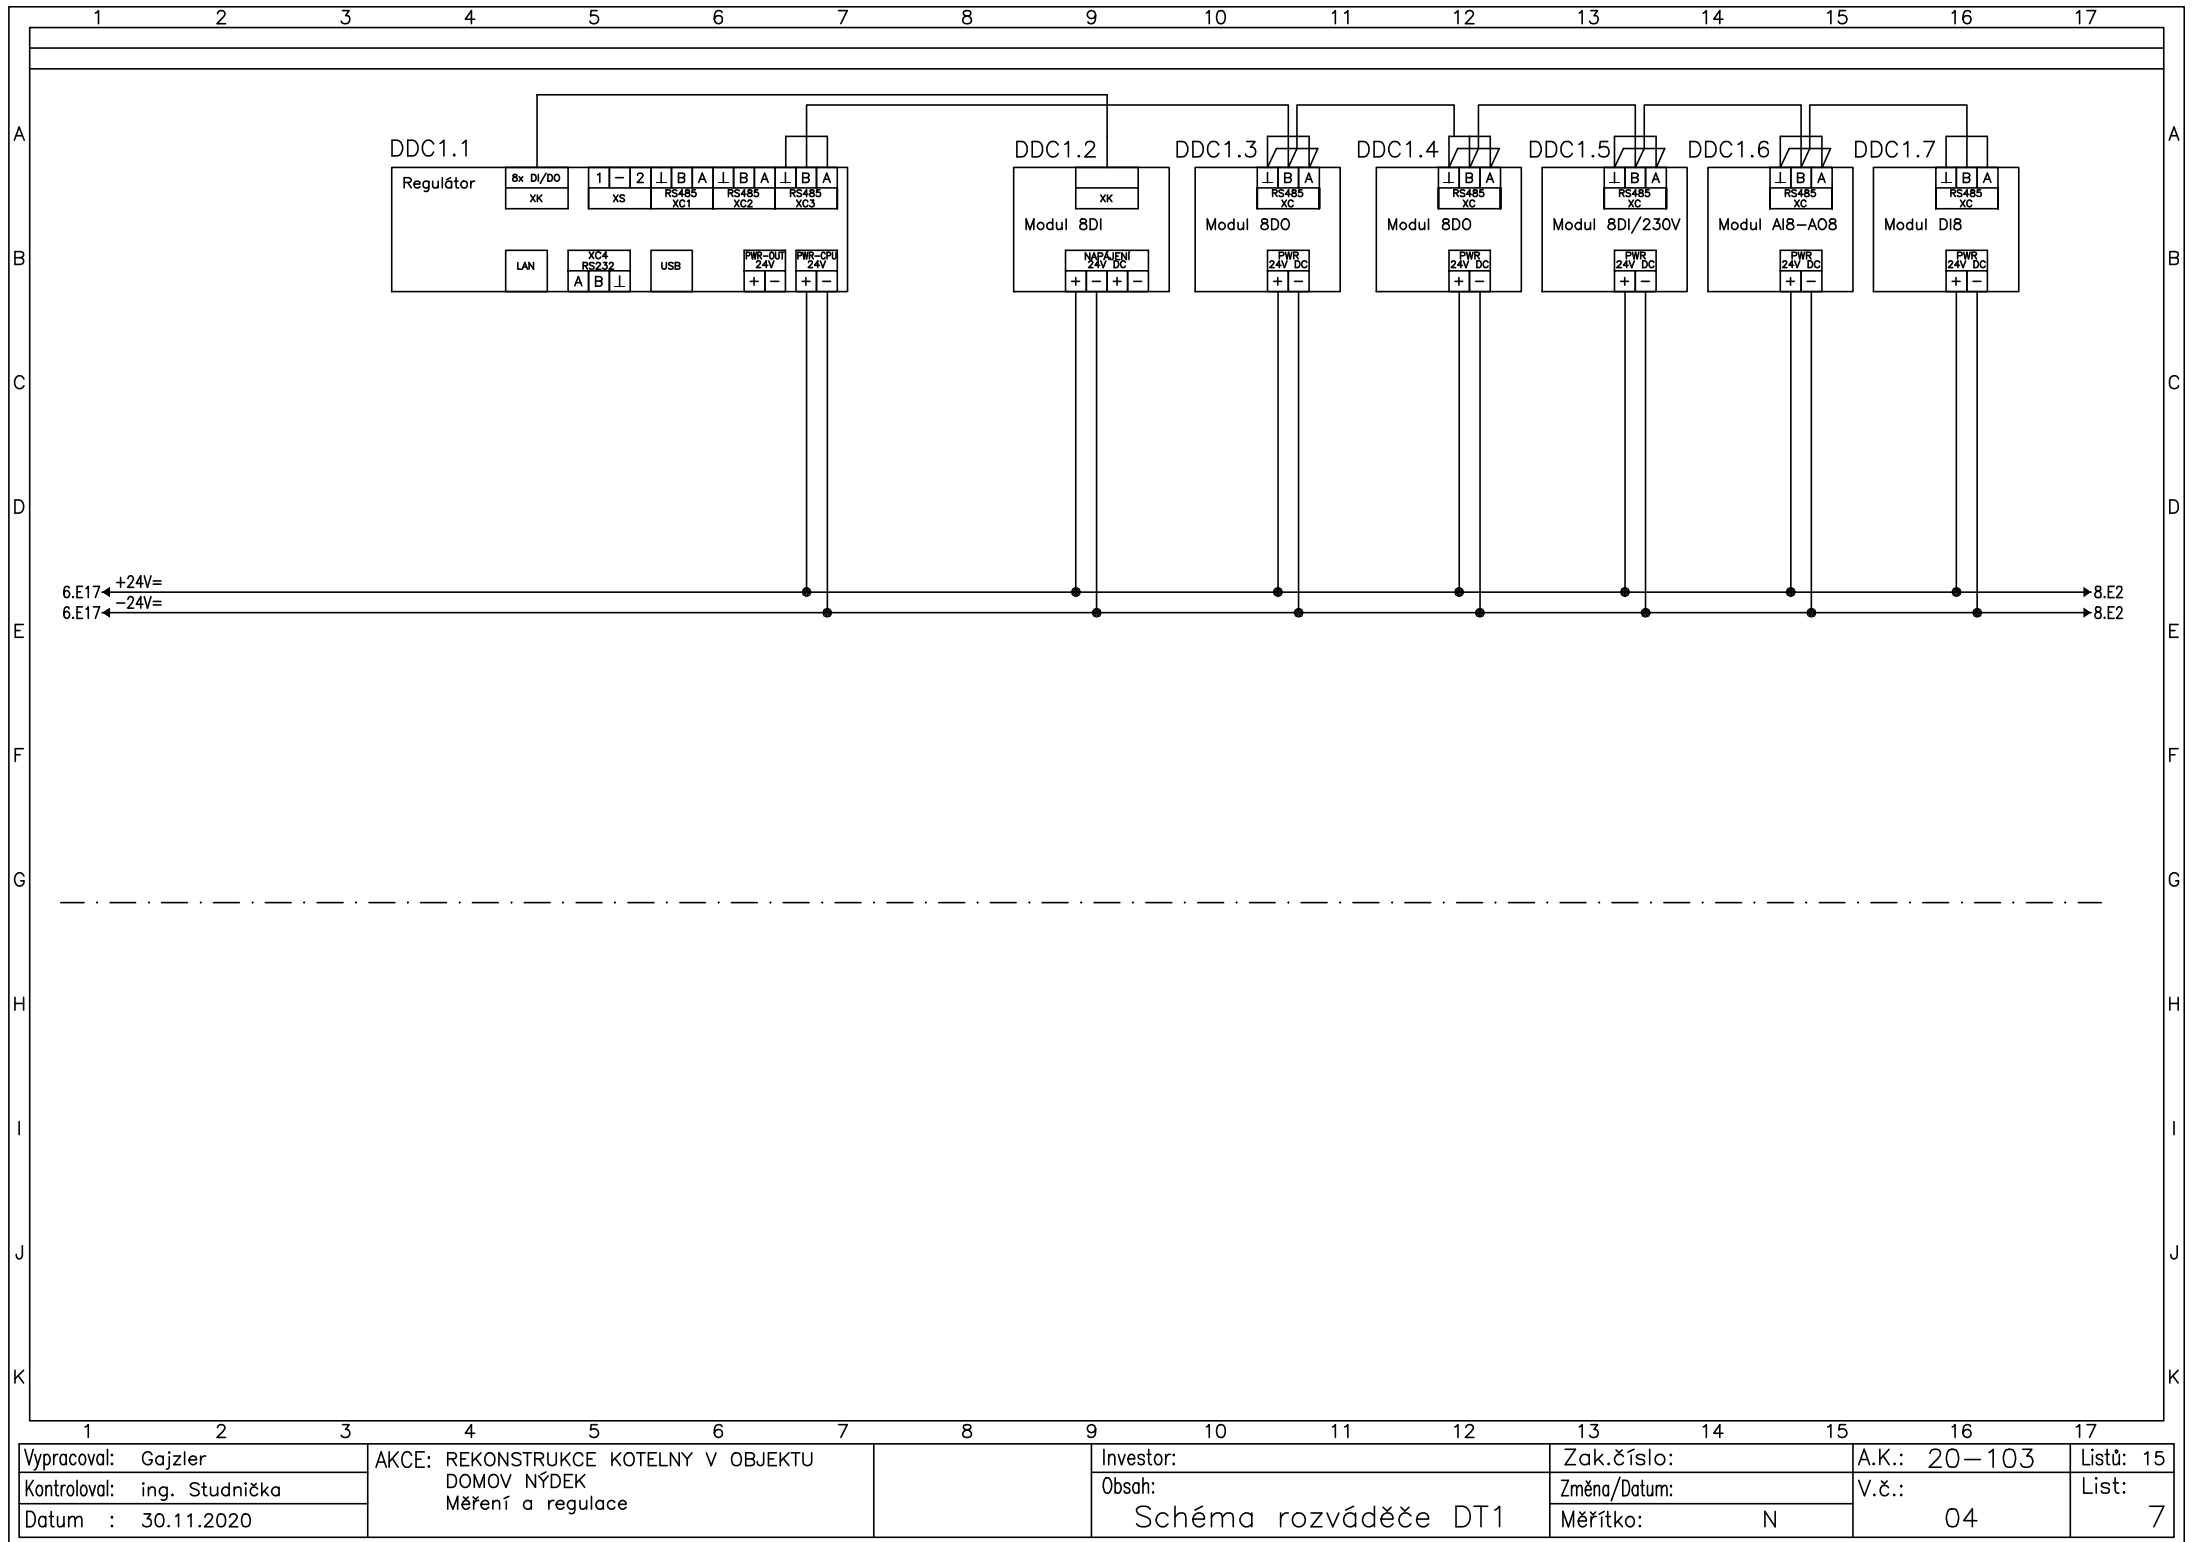 1 2 3 4 5 6 7 8 9 10 11 12 13 14 15 16 17
A A
DDC1.1 DDC1.2 DDC1.3 DDC1.4 DDC1.5 DDC1.6 DDC1.7
Regulátor 8x DI/DO 1 - 2 ⊥ B A ⊥ B A ⊥ B A ⊥ B A ⊥ B A ⊥ B A ⊥ B A ⊥ B A
XK XS RS485 XC1 RS485 XC2 RS485 XC3 XK RS485 XC RS485 XC RS485 XC RS485 XC RS485 XC
Modul 8DI Modul 8DO Modul 8DO Modul 8DI/230V Modul AI8-AO8 Modul DI8
B B
LAN XC4 RS232 USB PWR-OUT 24V PWR-CPU 24V NAPÁJENÍ 24V DC PWR 24V DC PWR 24V DC PWR 24V DC PWR 24V DC PWR 24V DC
A B ⊥ + - + - + - + - + - + - + - + - + -
C C
D D
6.E17 +24V= 8.E2
6.E17 -24V= 8.E2
E E
F F
G G
H H
I I
J J
K K
1 2 3 4 5 6 7 8 9 10 11 12 13 14 15 16 17
Vypracoval: Gajzler
Kontroloval: ing. Studnička
Datum : 30.11.2020
AKCE: REKONSTRUKCE KOTELNY V OBJEKTU
DOMOV NÝDEK
Měření a regulace
Investor:
Obsah:
Schéma rozváděče DT1
Zak.číslo:
Změna/Datum:
Měřítko: N
A.K.: 20-103
V.č.:
04
Listů: 15
List:
7